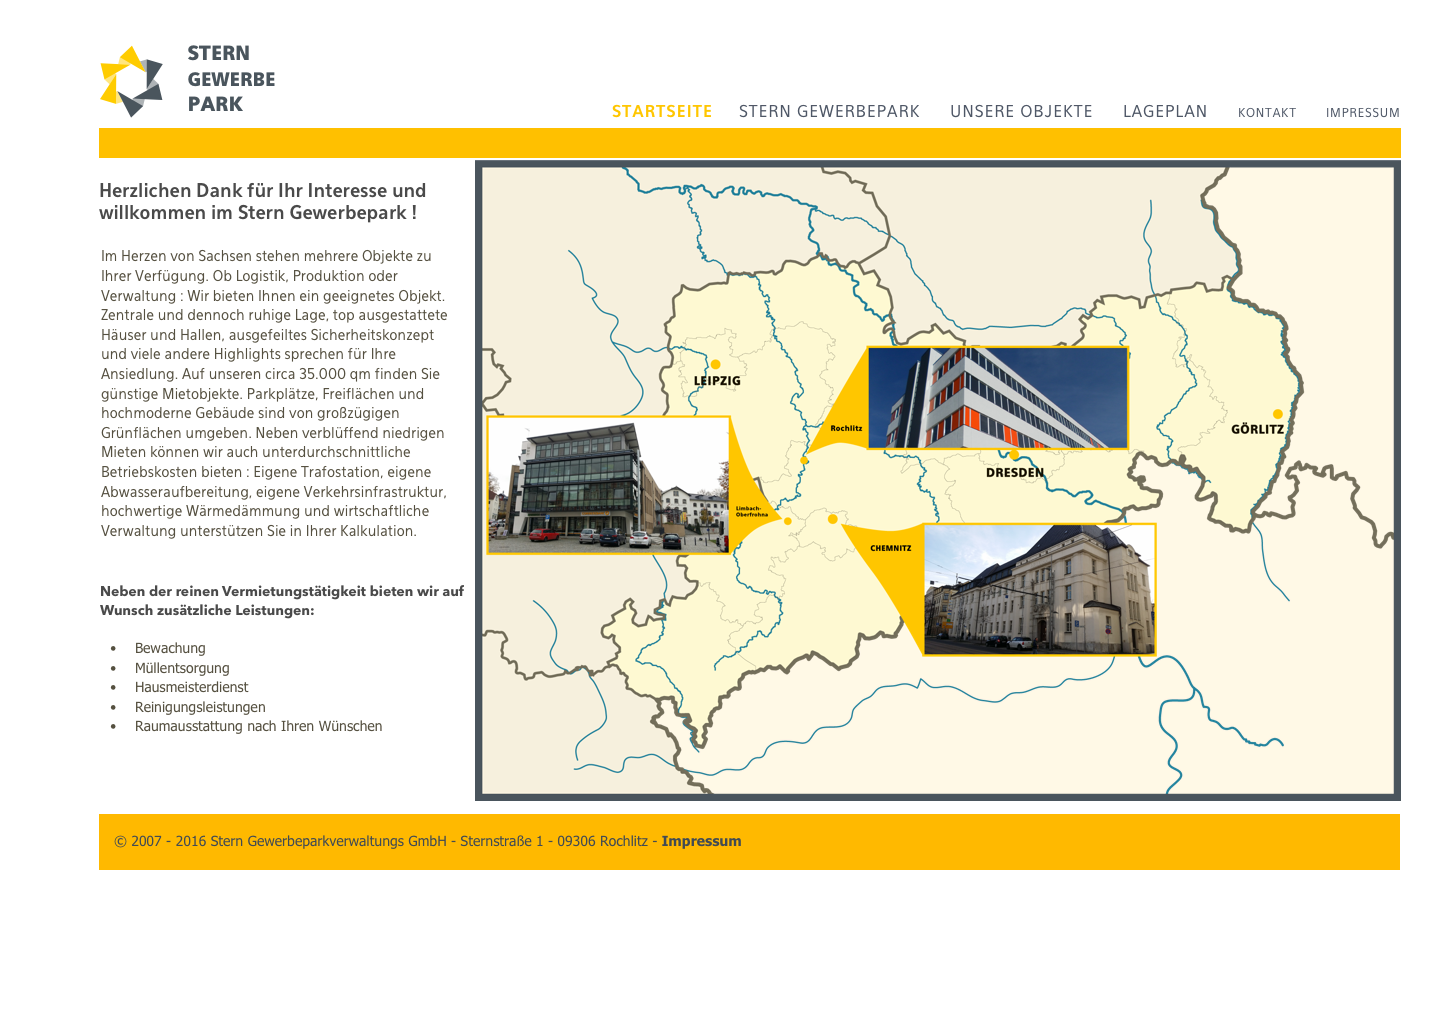 STERN
GEWERBE
PARK
STARTSEITE STERN GEWERBEPARK UNSERE OBJEKTE LAGEPLAN KONTAKT IMPRESSUM
Herzlichen Dank für Ihr Interesse und
willkommen im Stern Gewerbepark !
Im Herzen von Sachsen stehen mehrere Objekte zu
Ihrer Verfügung. Ob Logistik, Produktion oder
Verwaltung : Wir bieten Ihnen ein geeignetes Objekt.
Zentrale und dennoch ruhige Lage, top ausgestattete
Häuser und Hallen, ausgefeiltes Sicherheitskonzept
und viele andere Highlights sprechen für Ihre
Ansiedlung. Auf unseren circa 35.000 qm finden Sie
günstige Mietobjekte. Parkplätze, Freiflächen und
hochmoderne Gebäude sind von großzügigen
Grünflächen umgeben. Neben verblüffend niedrigen
Mieten können wir auch unterdurchschnittliche
Betriebskosten bieten : Eigene Trafostation, eigene
Abwasseraufbereitung, eigene Verkehrsinfrastruktur,
hochwertige Wärmedämmung und wirtschaftliche
Verwaltung unterstützen Sie in Ihrer Kalkulation.
Neben der reinen Vermietungstätigkeit bieten wir auf
Wunsch zusätzliche Leistungen:
• Bewachung
• Müllentsorgung
• Hausmeisterdienst
• Reinigungsleistungen
• Raumausstattung nach Ihren Wünschen
LEIPZIG
Rochlitz
GÖRLITZ
DRESDEN
Limbach-
Oberfrohna
CHEMNITZ
© 2007 - 2016 Stern Gewerbeparkverwaltungs GmbH - Sternstraße 1 - 09306 Rochlitz - Impressum